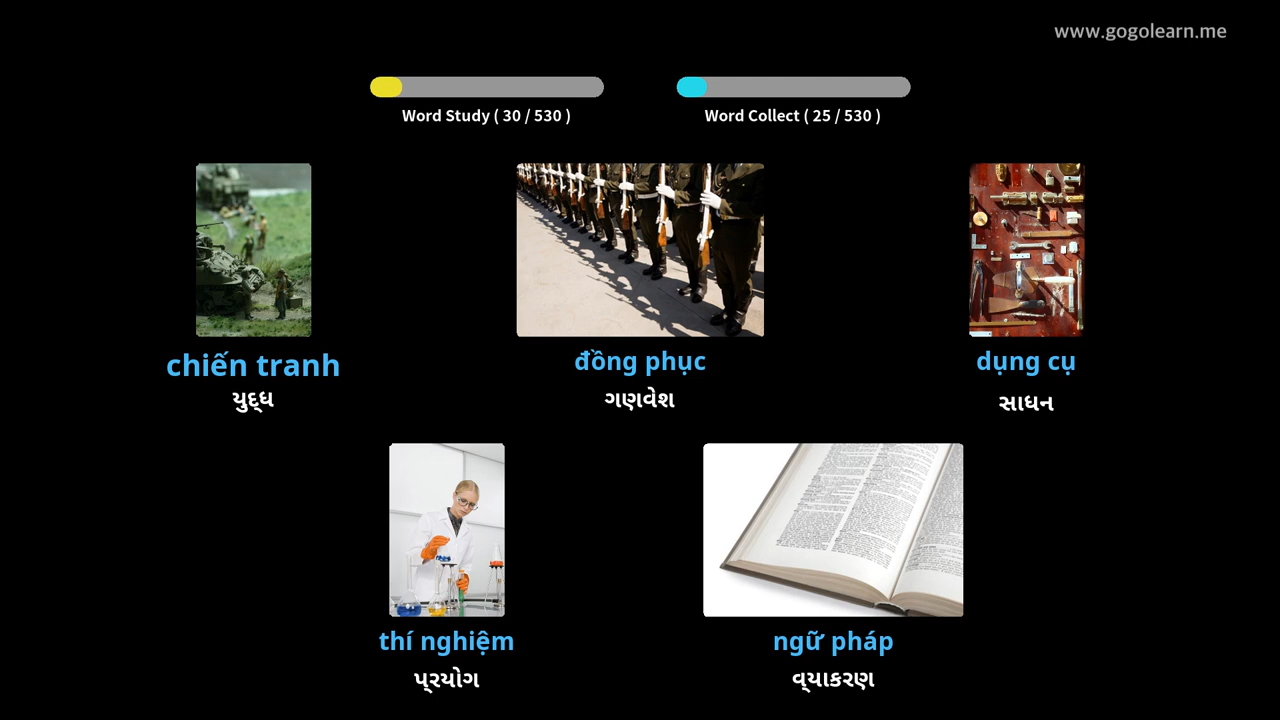 www.gogolearn.me
Word Study ( 30 / 530 )
Word Collect ( 25 / 530 )
chiến tranh
યુદ્ધ
đồng phục
ગણવેશ
dụng cụ
સાધન
thí nghiệm
પ્રયોગ
ngữ pháp
વ્યાકરણ